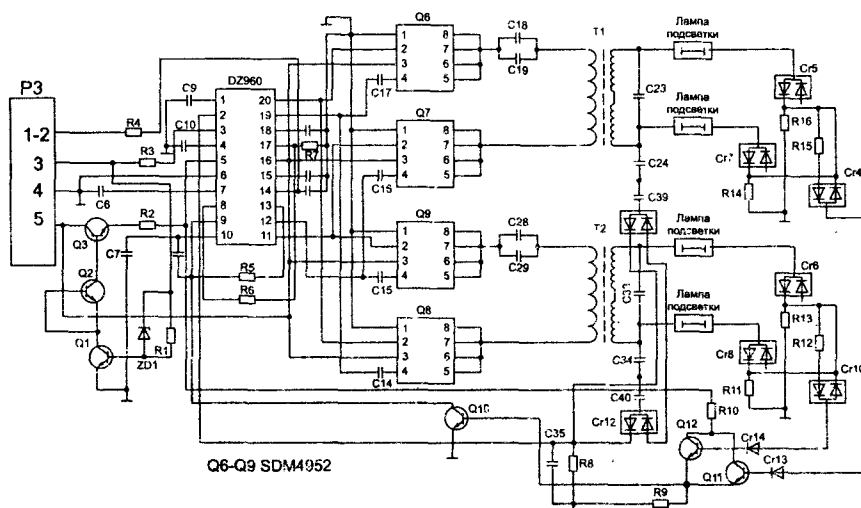 Q6
C18
T1
Лампа подсветки
DZ960
C19
Cr5
P3
C9
C17
C23
R16
R15
1-2
R4
C10
Q7
Лампа подсветки
Cr7
3
R3
R7
C24
R14
4
C6
C16
C39
5
R2
Q9
C28
T2
Лампа подсветки
Q3
C7
C29
Cr6
Q2
R5
C15
R6
Лампа подсветки
R13
R12
Q1
ZD1
R1
Q8
C34
Cr8
Cr10
C14
C40
R11
R10
Q10
Cr12
Q12
Cr14
C35
R8
Q11
Cr13
Q6-Q9 SDM4952
R9
1 2 3 4 5 6 7 8 9 10
20 19 18 17 16 15 14 13 12 11
1 2 3 4
8 7 6 5
1 2 3 4
8 7 6 5
1 2 3 4
8 7 6 5
1 2 3 4
8 7 6 5